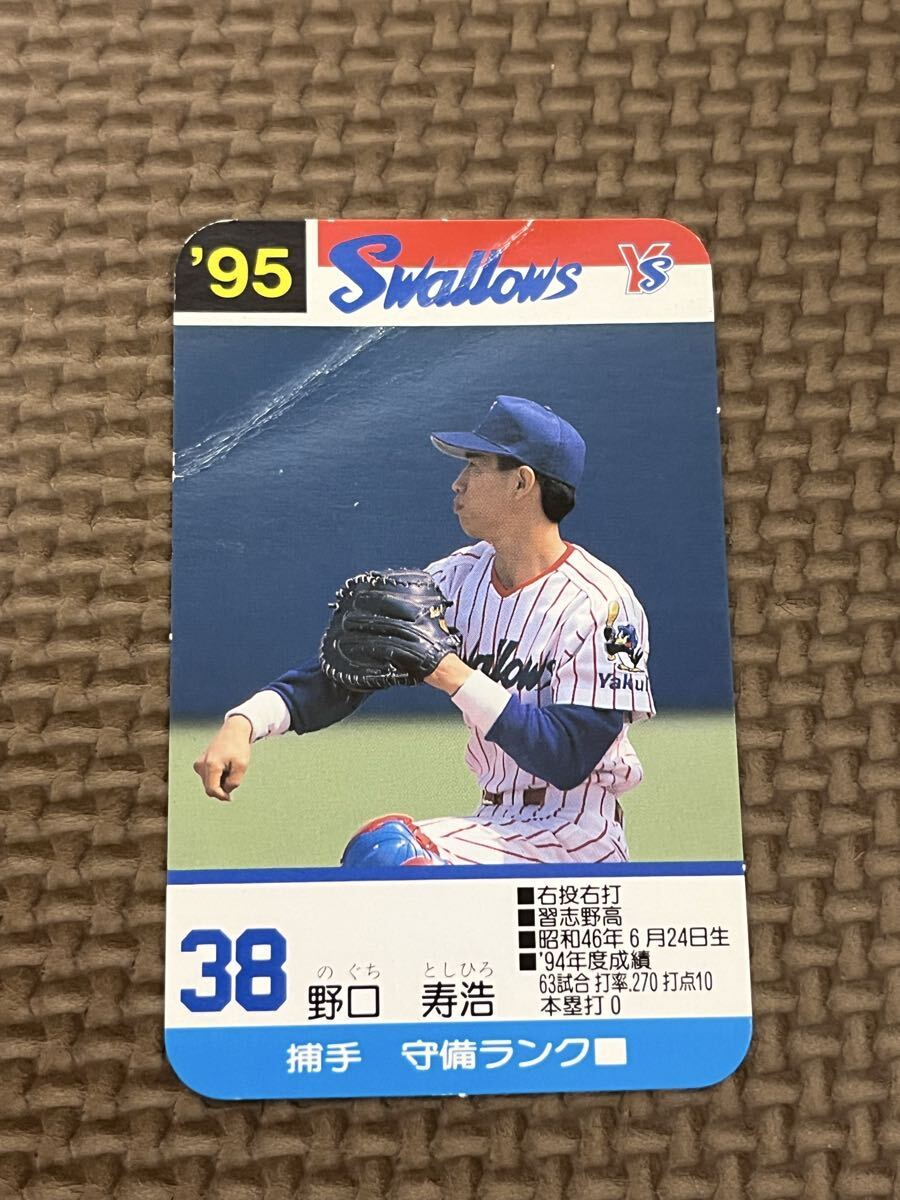 '95
Swallows
Ys
Swallows
Yakul
38
のぐち としひろ
野口 寿浩
■右投右打
■習志野高
■昭和46年6月24日生
■'94年度成績
63試合 打率.270 打点10
本塁打0
捕手 守備ランク■